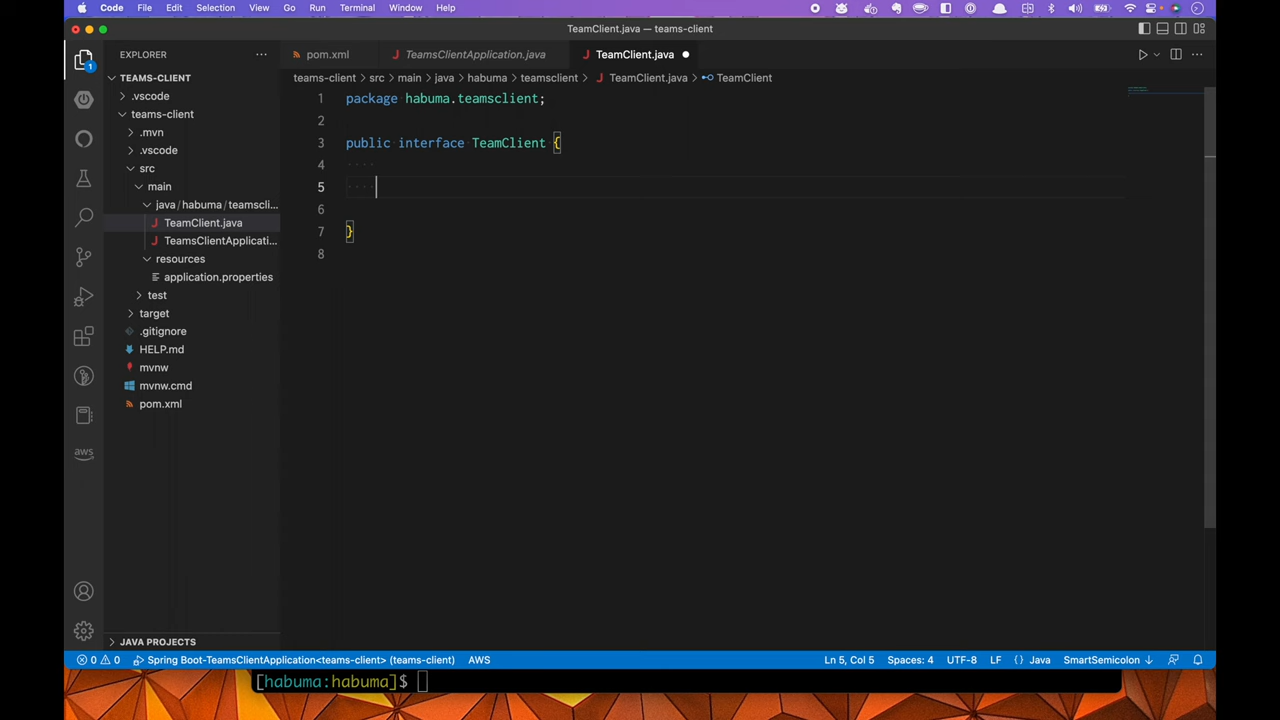 Code File Edit Selection View Go Run Terminal Window Help
TeamClient.java — teams-client
EXPLORER
pom.xml
TeamsClientApplication.java
TeamClient.java
TEAMS-CLIENT
teams-client > src > main > java > habuma > teamsclient > TeamClient.java > TeamClient
.vscode
teams-client
.mvn
.vscode
src
main
java / habuma / teamscli...
TeamClient.java
TeamsClientApplicati...
resources
application.properties
test
target
.gitignore
HELP.md
mvnw
mvnw.cmd
pom.xml
1
aws
JAVA PROJECTS
1 package habuma.teamsclient;
2
3 public interface TeamClient {
4
5
6
7 }
8
0 0 Spring Boot-TeamsClientApplication<teams-client> (teams-client) AWS Ln 5, Col 5 Spaces: 4 UTF-8 LF {} Java SmartSemicolon
[habuma:habuma]$